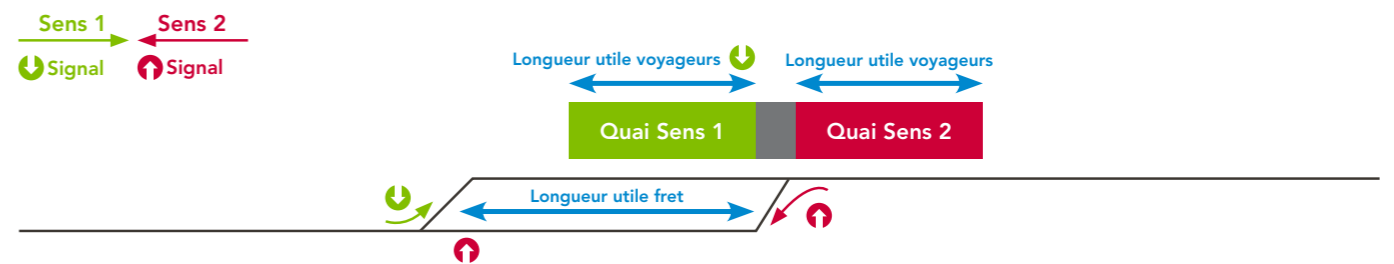 Sens 1
Sens 2
Signal
Signal
Longueur utile voyageurs
Longueur utile voyageurs
Quai Sens 1
Quai Sens 2
Longueur utile fret